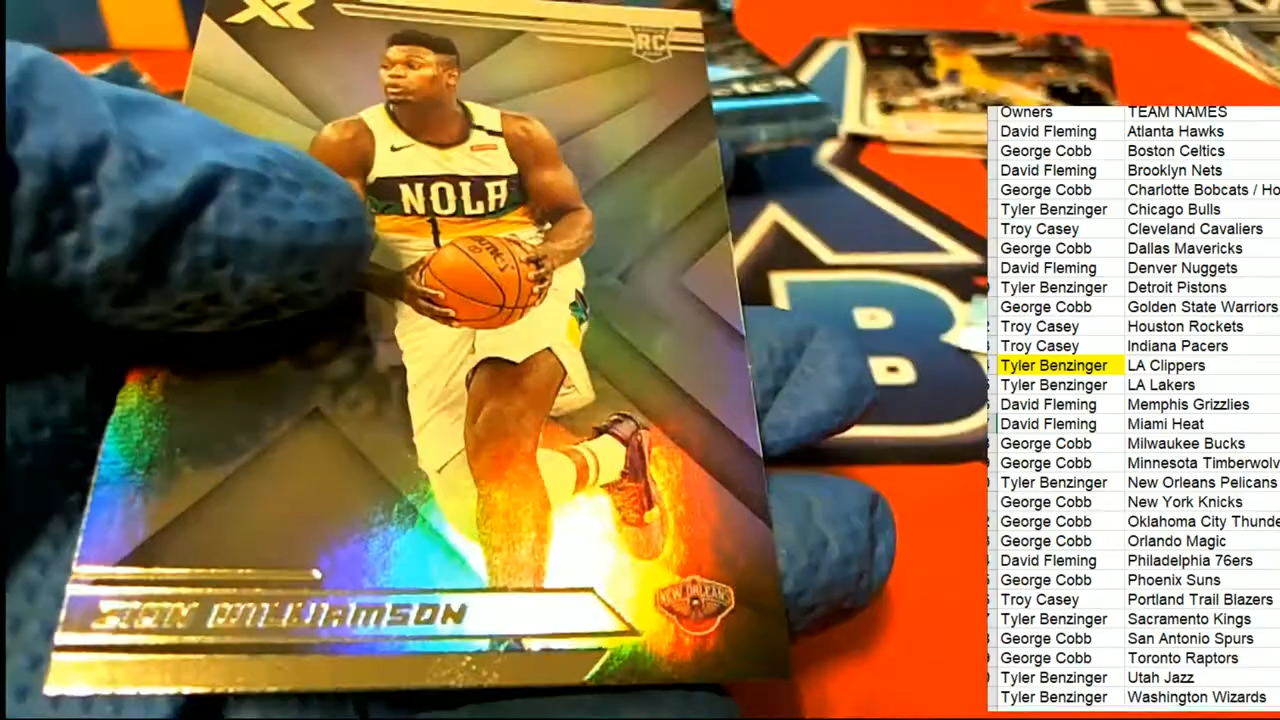 XR
RC
NOLA
1
ZION WILLIAMSON
NEW ORLEANS
B
Owners TEAM NAMES
David Fleming Atlanta Hawks
George Cobb Boston Celtics
David Fleming Brooklyn Nets
George Cobb Charlotte Bobcats / Ho
Tyler Benzinger Chicago Bulls
Troy Casey Cleveland Cavaliers
George Cobb Dallas Mavericks
David Fleming Denver Nuggets
Tyler Benzinger Detroit Pistons
George Cobb Golden State Warriors
Troy Casey Houston Rockets
Troy Casey Indiana Pacers
Tyler Benzinger LA Clippers
Tyler Benzinger LA Lakers
David Fleming Memphis Grizzlies
David Fleming Miami Heat
George Cobb Milwaukee Bucks
George Cobb Minnesota Timberwolv
Tyler Benzinger New Orleans Pelicans
George Cobb New York Knicks
George Cobb Oklahoma City Thunde
George Cobb Orlando Magic
David Fleming Philadelphia 76ers
George Cobb Phoenix Suns
Troy Casey Portland Trail Blazers
Tyler Benzinger Sacramento Kings
George Cobb San Antonio Spurs
George Cobb Toronto Raptors
Tyler Benzinger Utah Jazz
Tyler Benzinger Washington Wizards